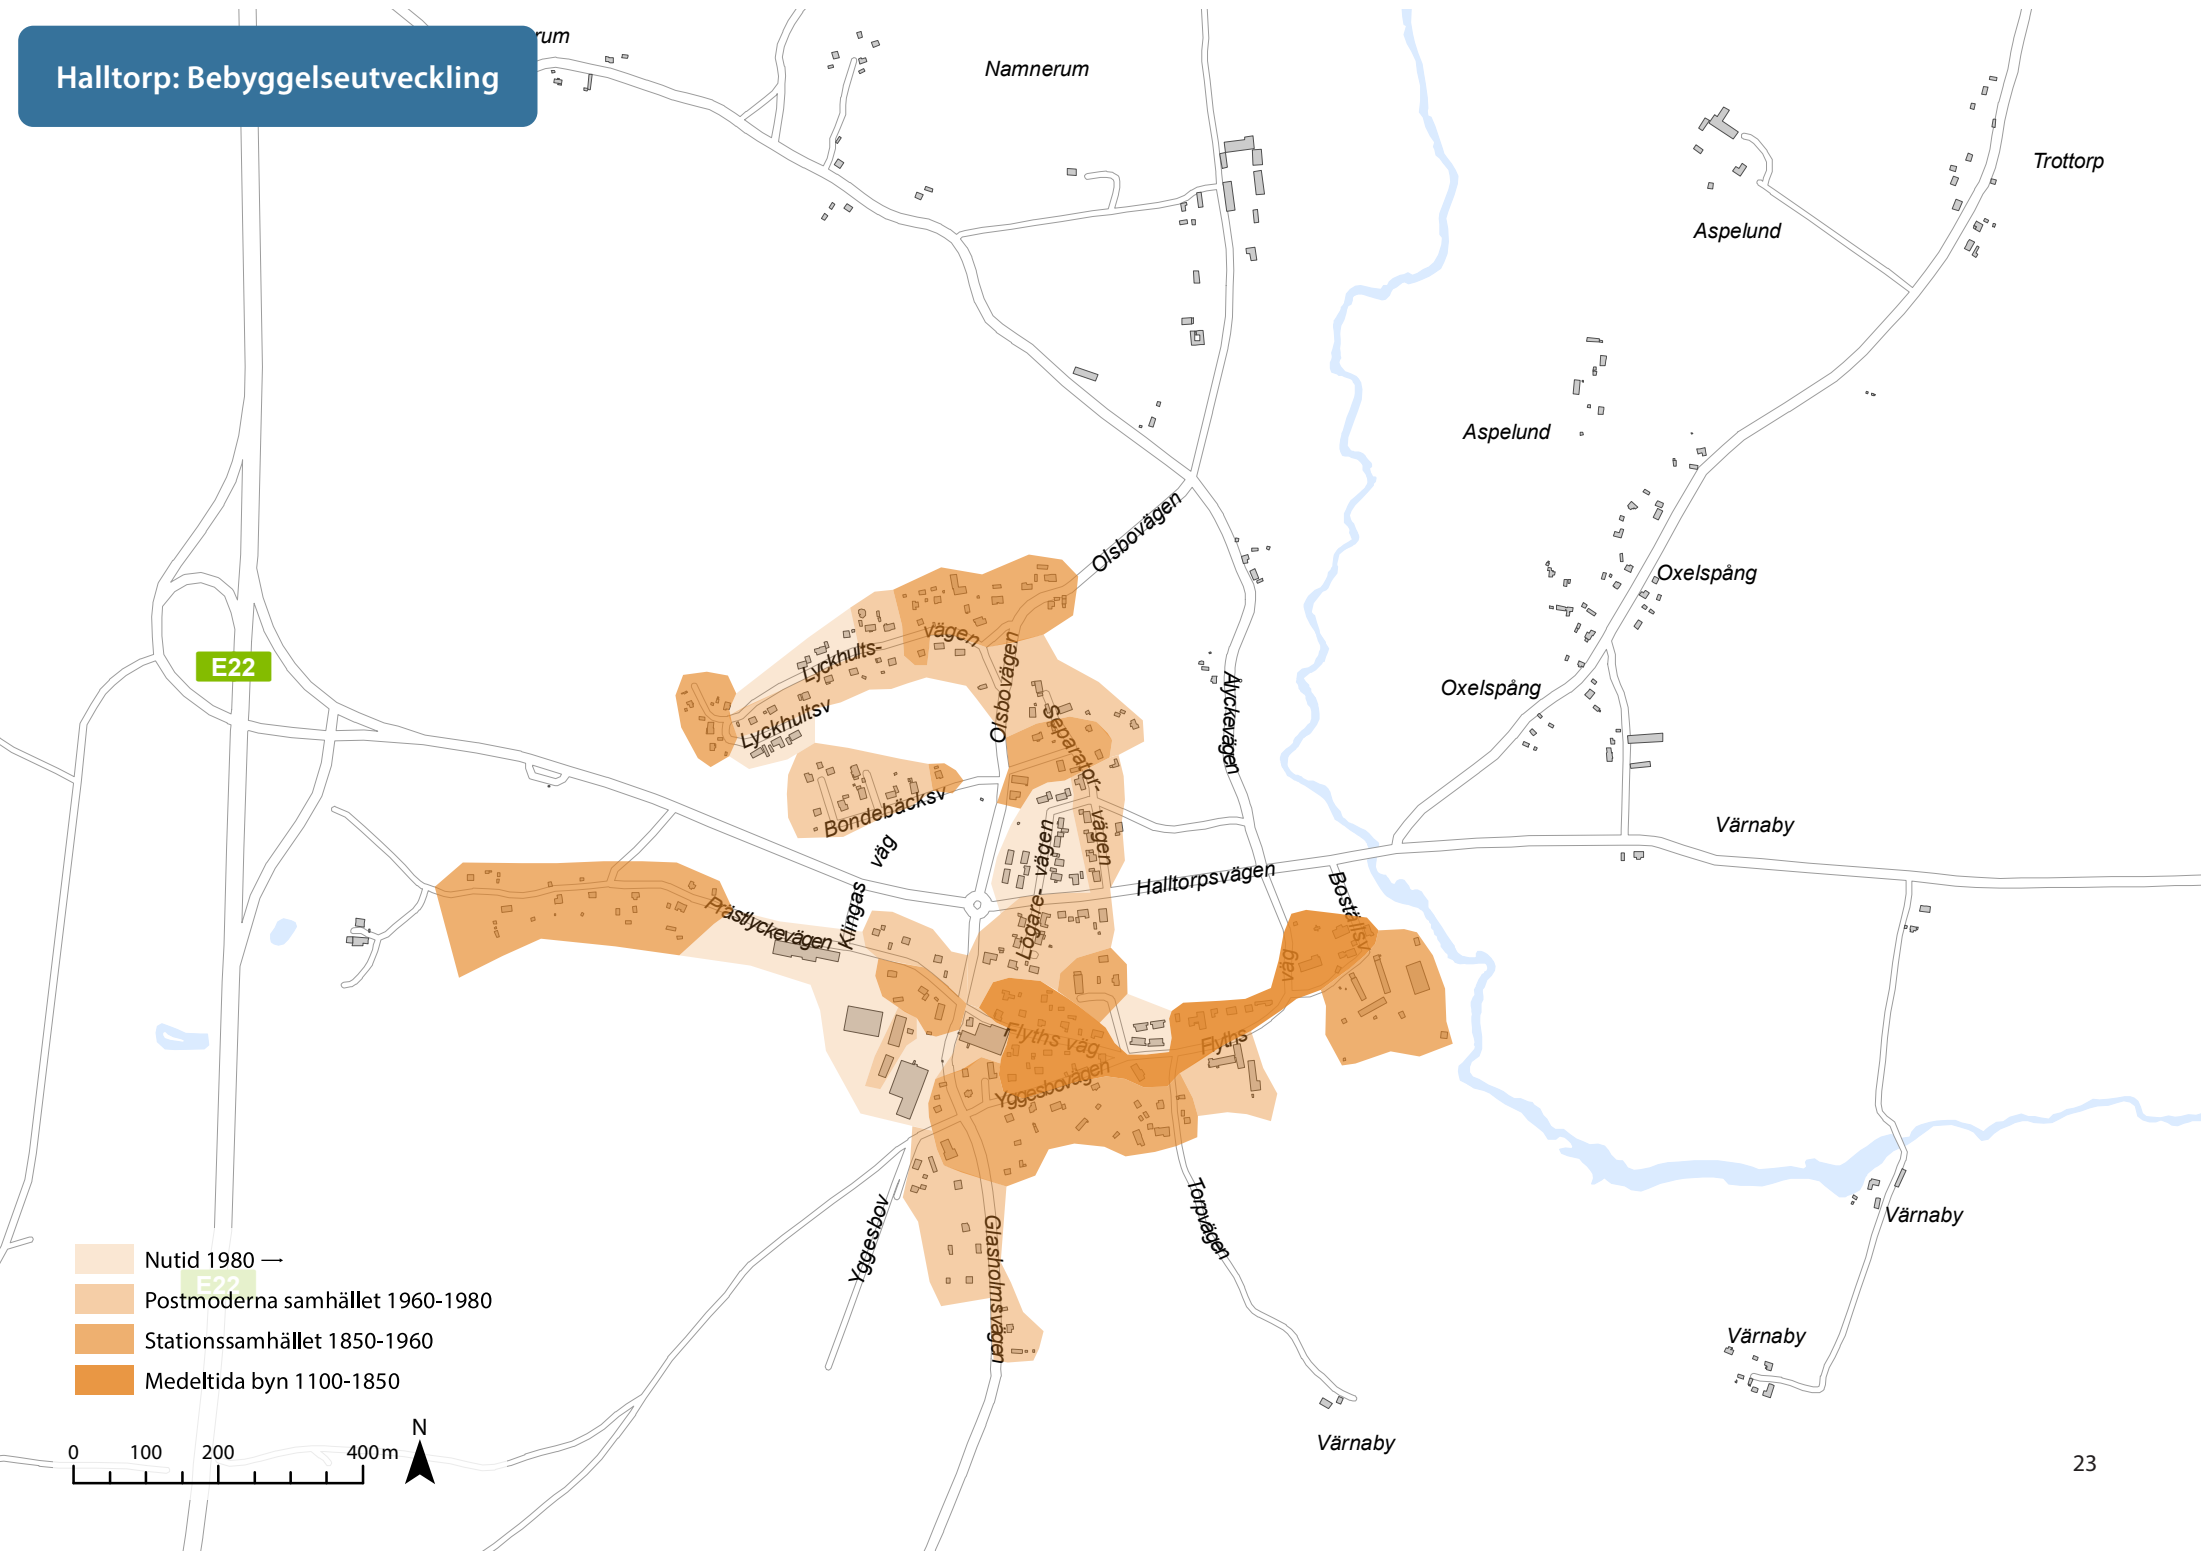 Halltorp: Bebyggelseutveckling
rum
Namnerum
Trottorp
Aspelund
Aspelund
Olsbovägen
Oxelspång
E22
vägen
Lyckhults-
Olsbovägen
Oxelspång
Ålyckevägen
Lyckhultsv
Separator-
vägen
Bondebäcksv
Värnaby
Klingas väg
Logare- vägen
Halltorpsvägen
Boställsv
Prästlyckevägen
väg
Flyths väg
Flyths
Yggesbovägen
Yggesbov
Torpvägen
Glasholmsvägen
Värnaby
Nutid 1980 →
E22
Postmoderna samhället 1960-1980
Stationssamhället 1850-1960
Värnaby
Medeltida byn 1100-1850
N
Värnaby
0 100 200 400 m
23